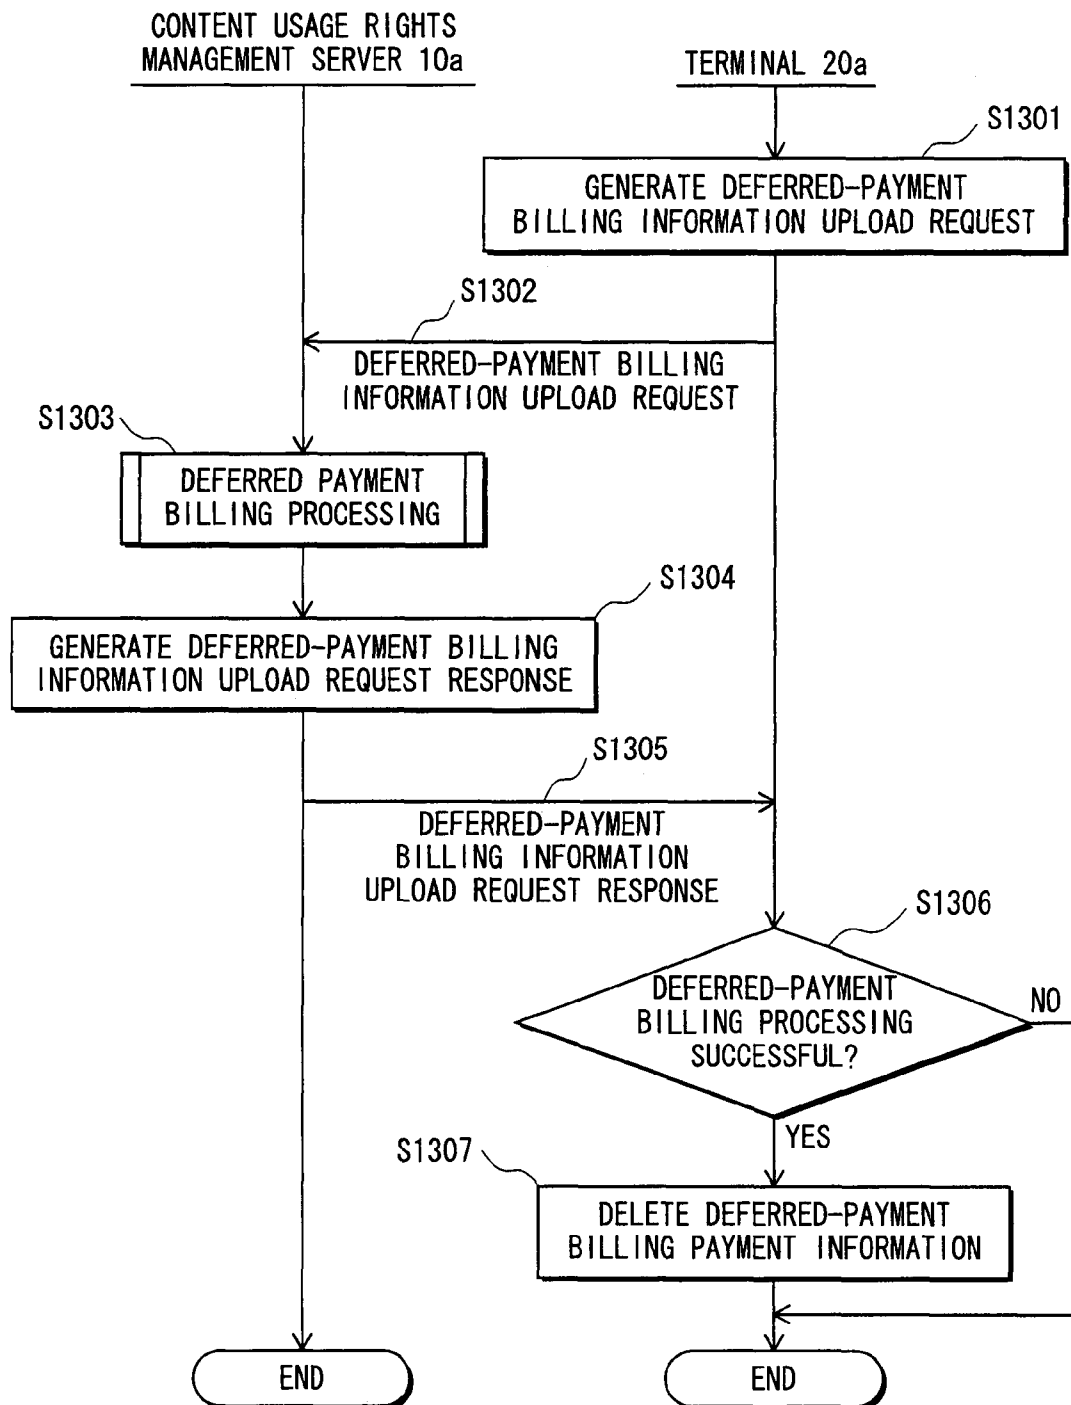 CONTENT USAGE RIGHTS
MANAGEMENT SERVER 10a
TERMINAL 20a
S1301
GENERATE DEFERRED-PAYMENT
BILLING INFORMATION UPLOAD REQUEST
S1302
DEFERRED-PAYMENT BILLING
INFORMATION UPLOAD REQUEST
S1303
DEFERRED PAYMENT
BILLING PROCESSING
S1304
GENERATE DEFERRED-PAYMENT BILLING
INFORMATION UPLOAD REQUEST RESPONSE
S1305
DEFERRED-PAYMENT
BILLING INFORMATION
UPLOAD REQUEST RESPONSE
S1306
DEFERRED-PAYMENT
BILLING PROCESSING
SUCCESSFUL?
NO
YES
S1307
DELETE DEFERRED-PAYMENT
BILLING PAYMENT INFORMATION
END
END